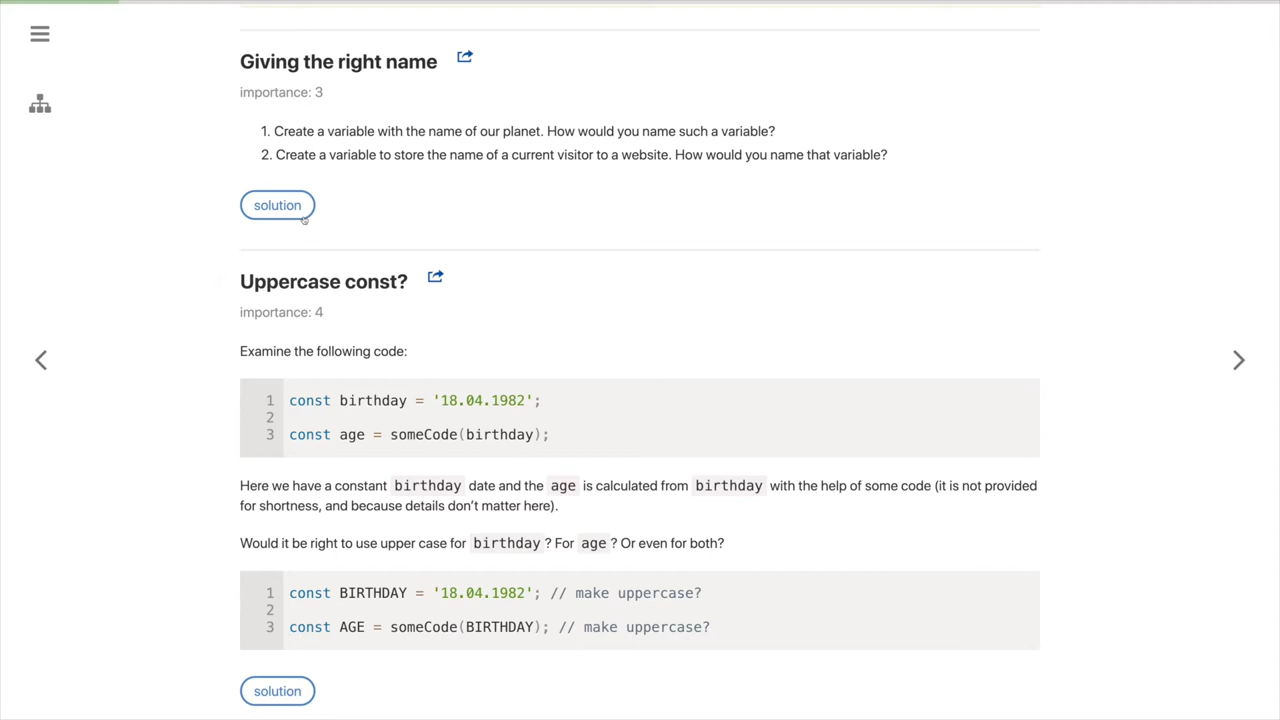 Giving the right name
importance: 3
1. Create a variable with the name of our planet. How would you name such a variable?
2. Create a variable to store the name of a current visitor to a website. How would you name that variable?
solution
Uppercase const?
importance: 4
Examine the following code:
1 const birthday = '18.04.1982';
2
3 const age = someCode(birthday);
Here we have a constant birthday date and the age is calculated from birthday with the help of some code (it is not provided
for shortness, and because details don’t matter here).
Would it be right to use upper case for birthday? For age? Or even for both?
1 const BIRTHDAY = '18.04.1982'; // make uppercase?
2
3 const AGE = someCode(BIRTHDAY); // make uppercase?
solution